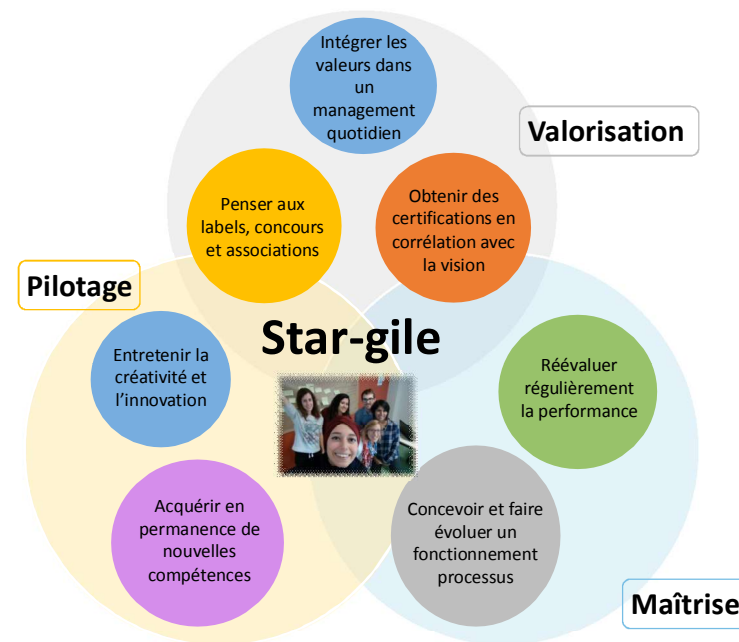 Intégrer les
valeurs dans
un
management
quotidien
Valorisation
Penser aux
labels, concours
et associations
Obtenir des
certifications en
corrélation avec
la vision
Pilotage
Star-gile
Entretenir la
créativité et
l'innovation
Réévaluer
régulièrement
la performance
Acquérir en
permanence de
nouvelles
compétences
Concevoir et faire
évoluer un
fonctionnement
processus
Maîtrise